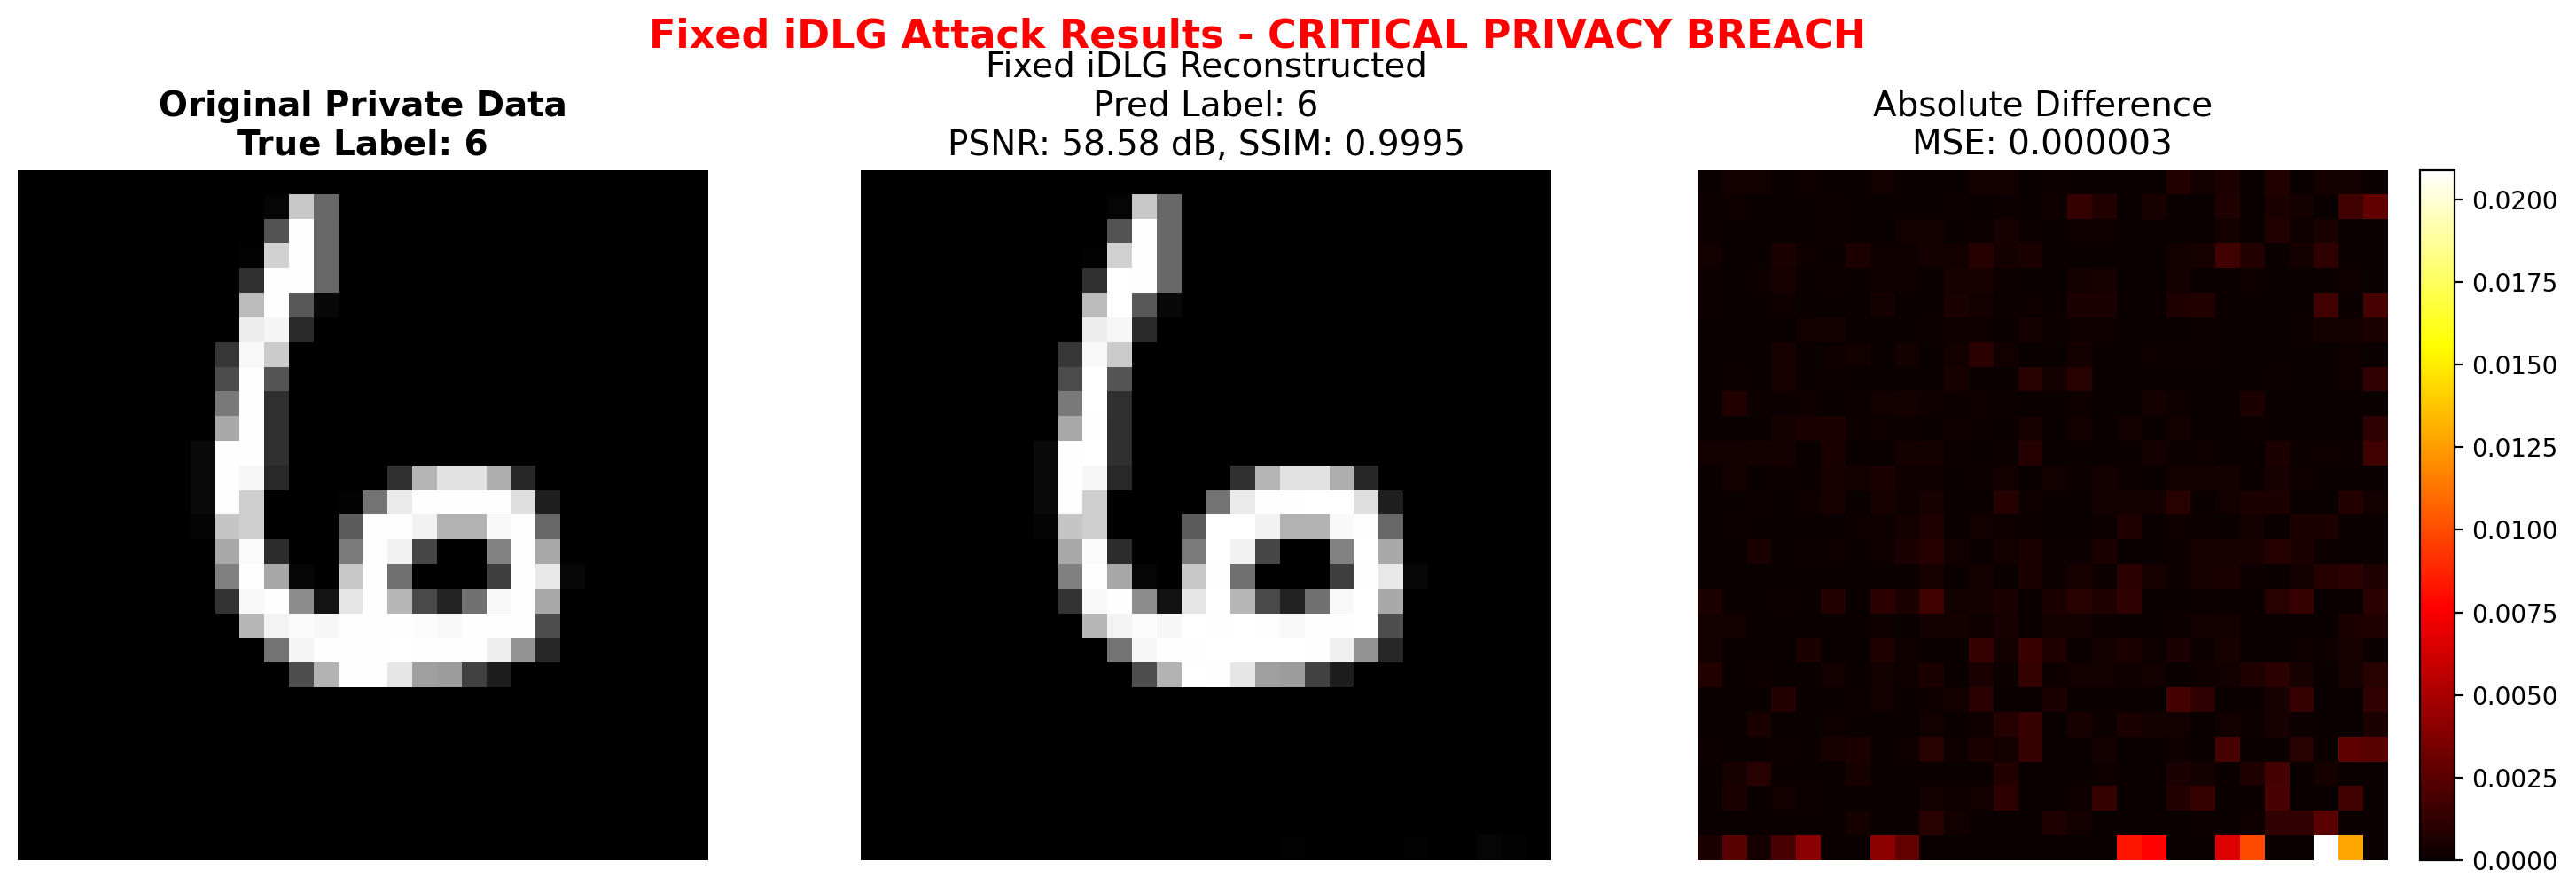 Fixed iDLG Attack Results - CRITICAL PRIVACY BREACH
Original Private Data
True Label: 6
Fixed iDLG Reconstructed
Pred Label: 6
PSNR: 58.58 dB, SSIM: 0.9995
Absolute Difference
MSE: 0.000003
6
6
0.0200
0.0175
0.0150
0.0125
0.0100
0.0075
0.0050
0.0025
0.0000